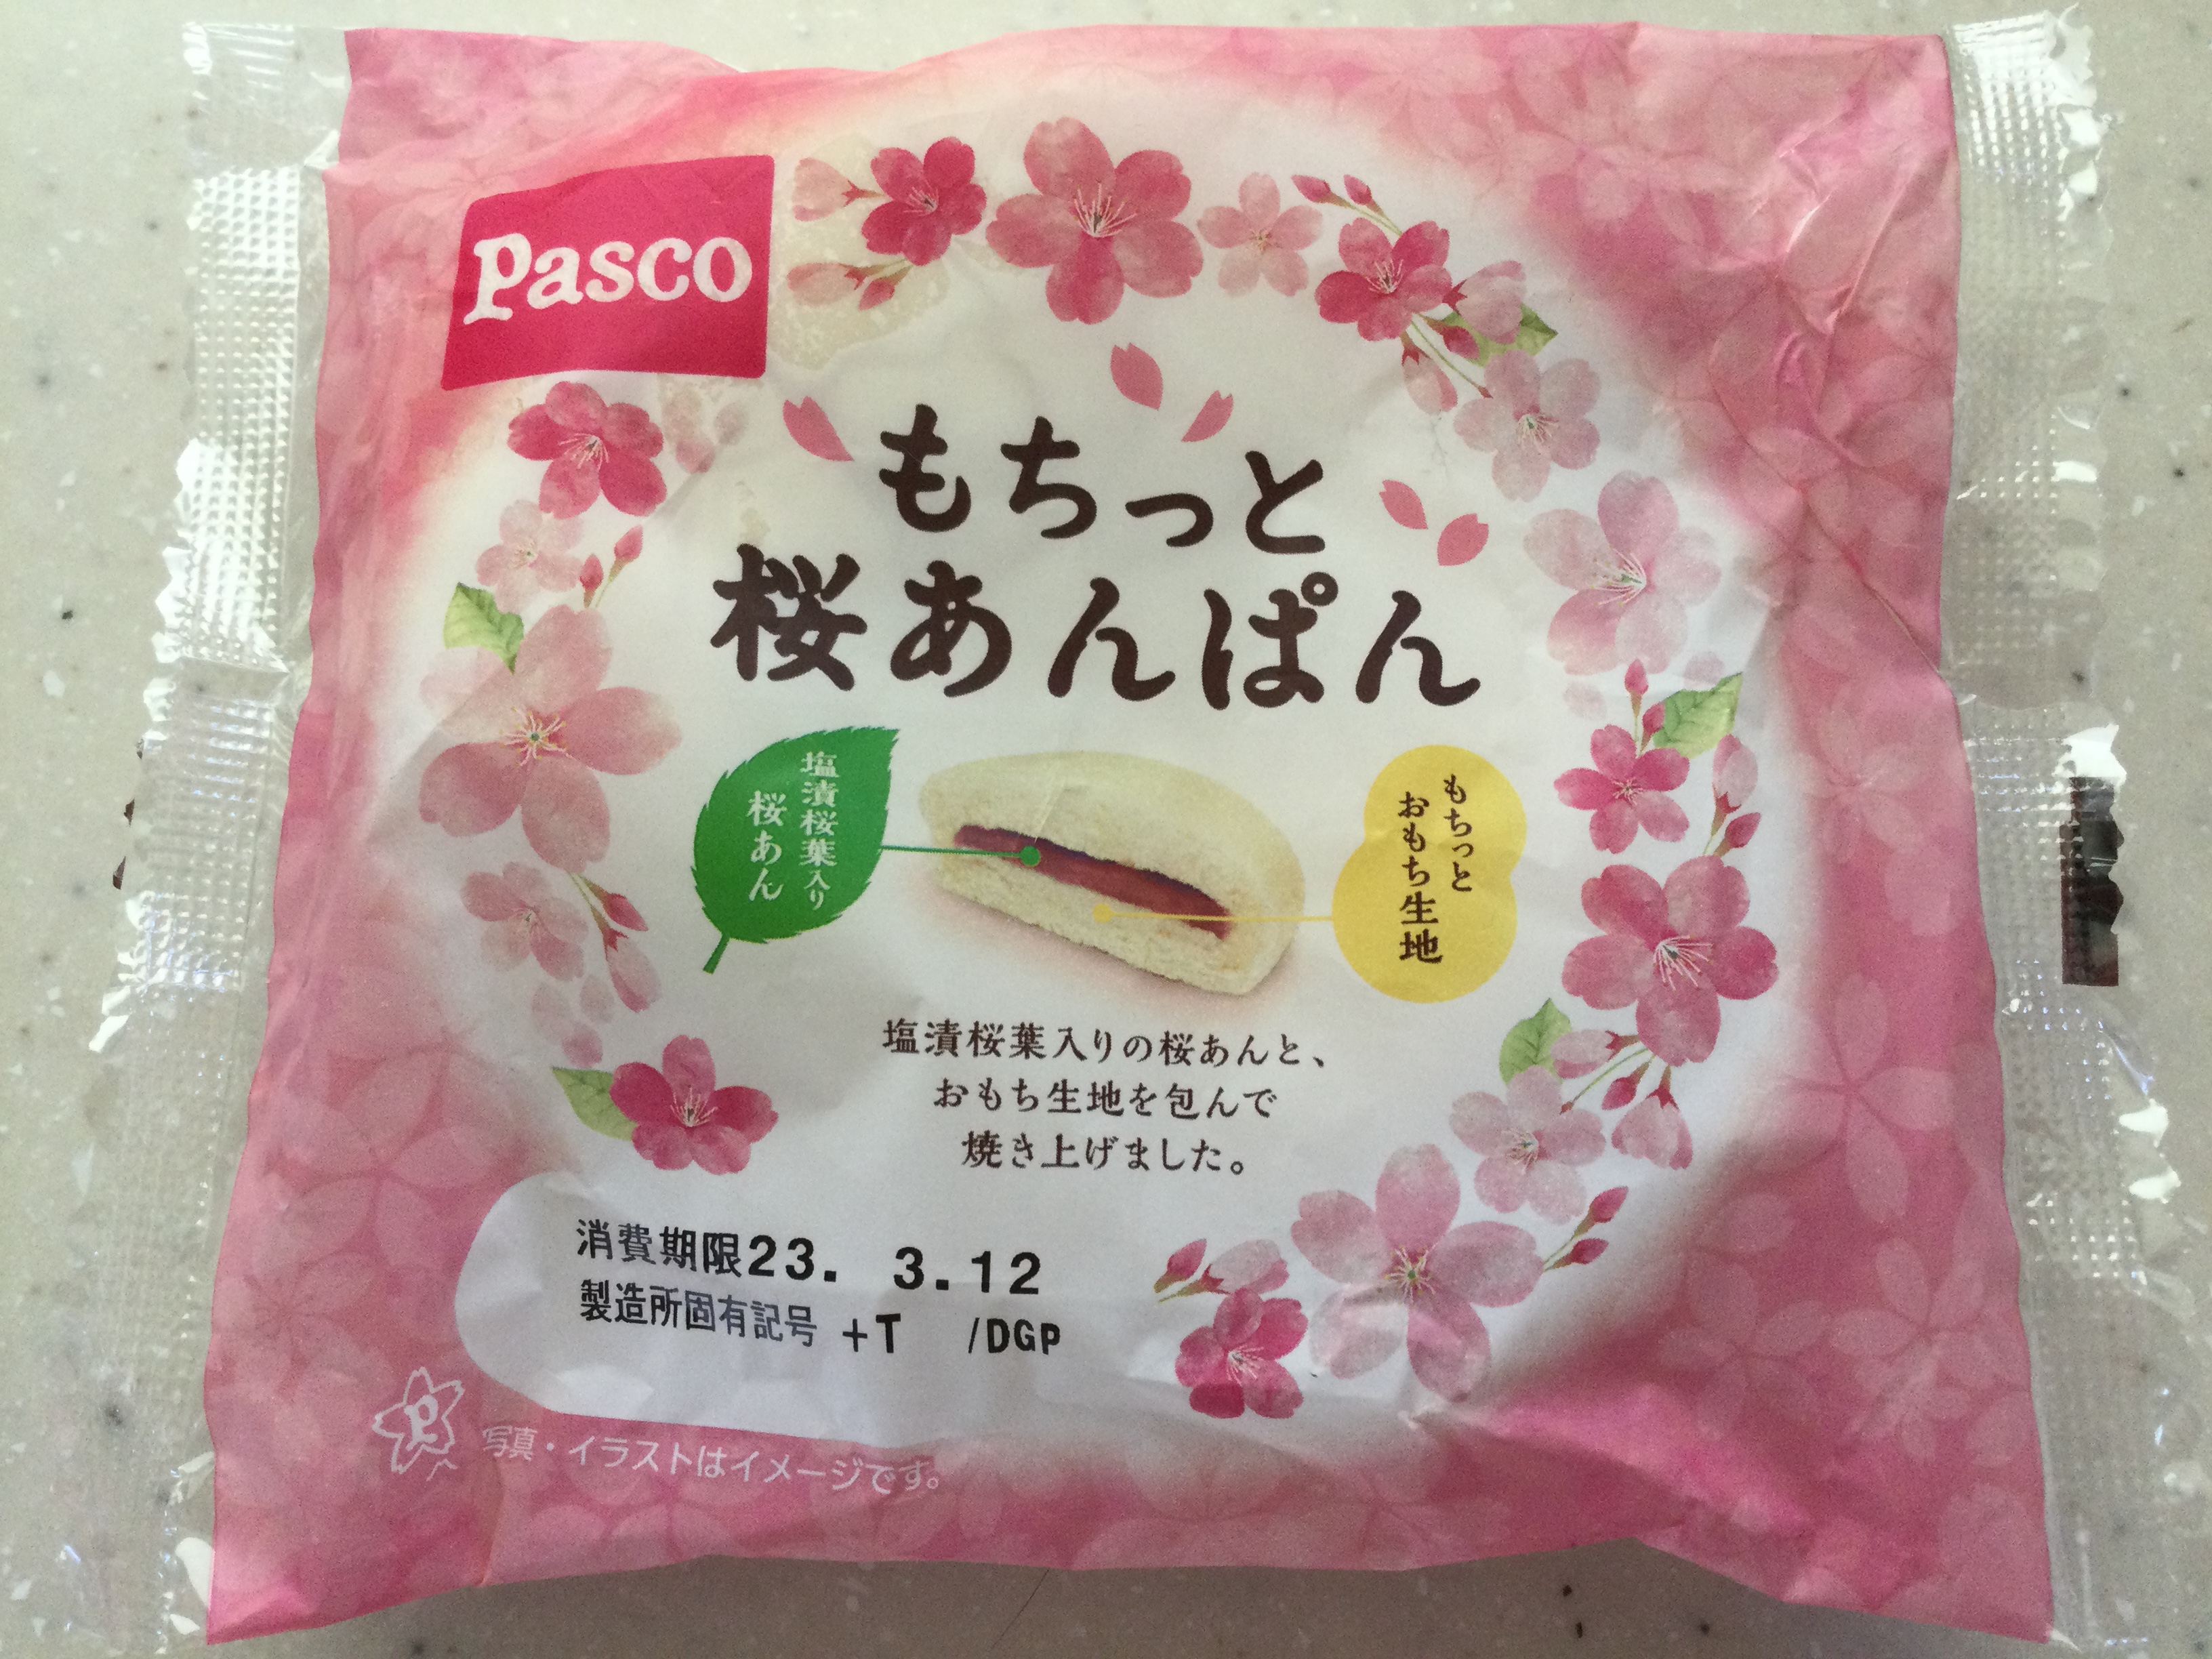 Pasco
もちっと
桜あんぱん
塩漬桜葉入り
桜あん
もちっと
おもち生地
塩漬桜葉入りの桜あんと、
おもち生地を包んで
焼き上げました。
消費期限23. 3.12
製造所固有記号 +T /DGP
P
写真・イラストはイメージです。